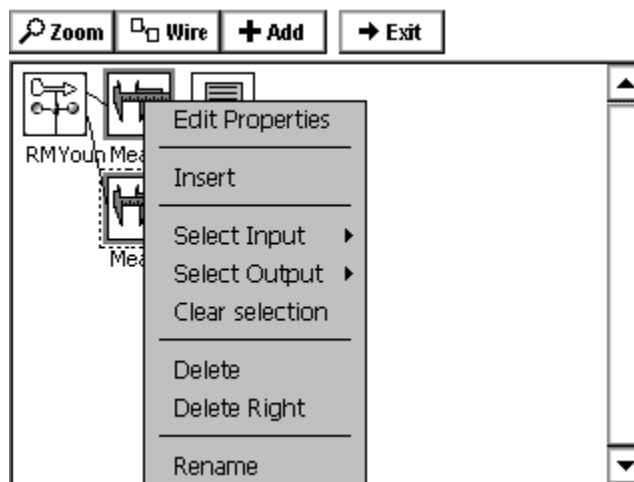 Zoom Wire Add Exit
RMYoun Mea
Edit Properties
Insert
Select Input
Select Output
Mea
Clear selection
Delete
Delete Right
Rename